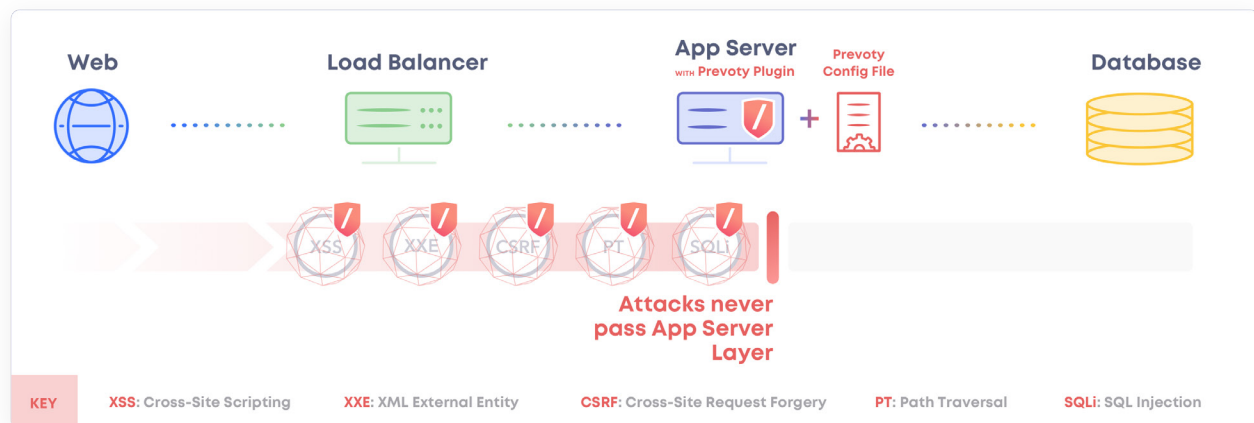 Web
Load Balancer
App Server
WITH Prevoty Plugin
Prevoty
Config File
Database
XSS
XXE
CSRF
PT
SQLi
Attacks never
pass App Server
Layer
KEY
XSS: Cross-Site Scripting
XXE: XML External Entity
CSRF: Cross-Site Request Forgery
PT: Path Traversal
SQLi: SQL Injection